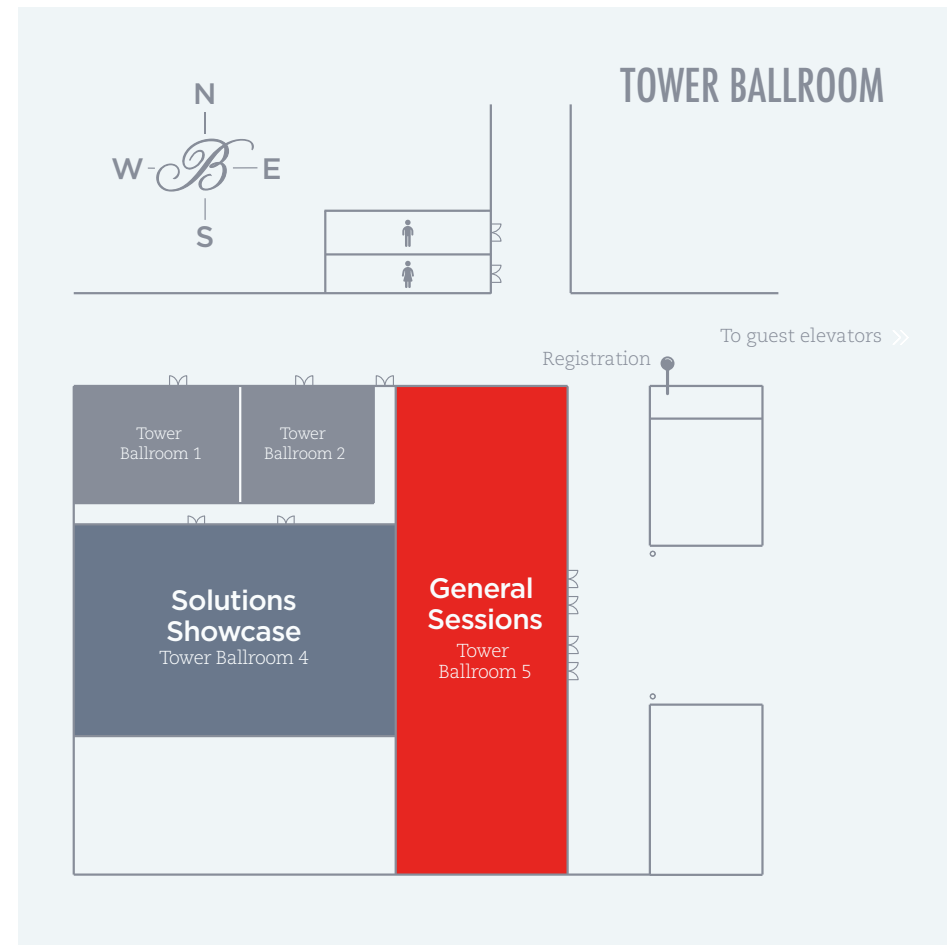 TOWER BALLROOM
N
W B E
S
To guest elevators »
Registration
Tower
Ballroom 1
Tower
Ballroom 2
Solutions
Showcase
Tower Ballroom 4
General
Sessions
Tower
Ballroom 5